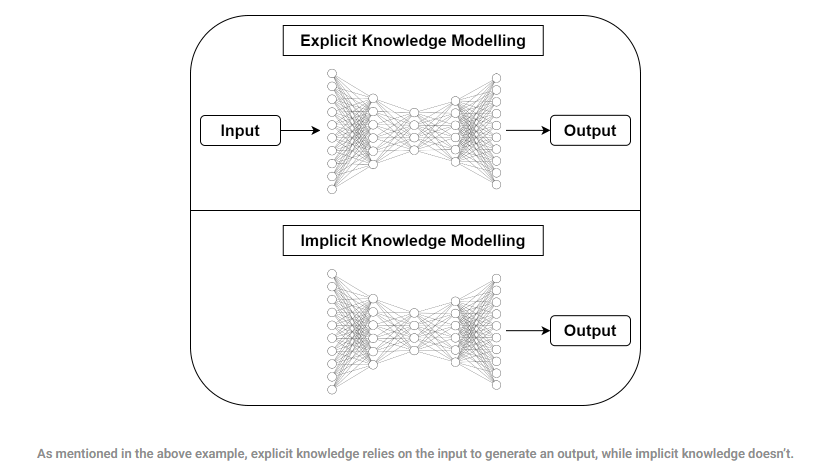 Explicit Knowledge Modelling
Input
Output
Implicit Knowledge Modelling
Output
As mentioned in the above example, explicit knowledge relies on the input to generate an output, while implicit knowledge doesn't.